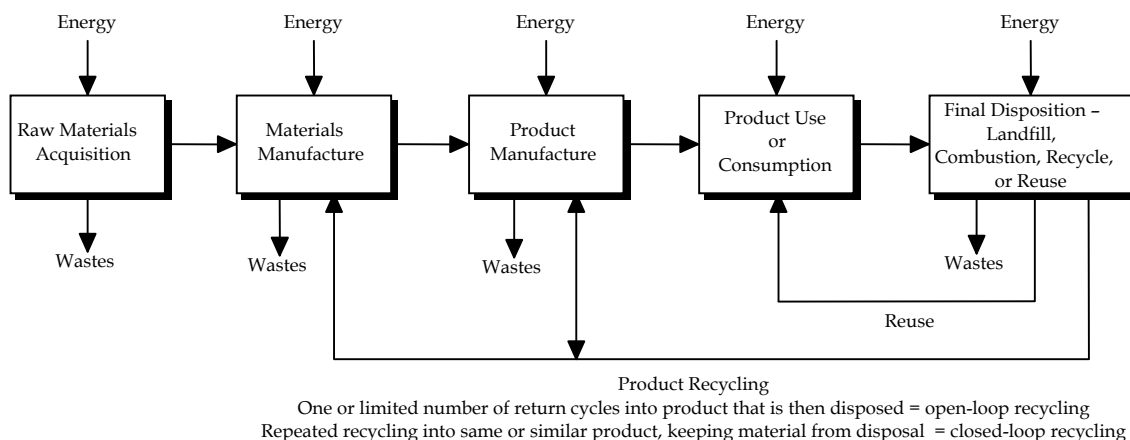 Energy
Energy
Energy
Energy
Energy
Raw Materials
Acquisition
Materials
Manufacture
Product
Manufacture
Product Use
or
Consumption
Final Disposition –
Landfill,
Combustion, Recycle,
or Reuse
Wastes
Wastes
Wastes
Wastes
Reuse
Product Recycling
One or limited number of return cycles into product that is then disposed = open-loop recycling
Repeated recycling into same or similar product, keeping material from disposal = closed-loop recycling